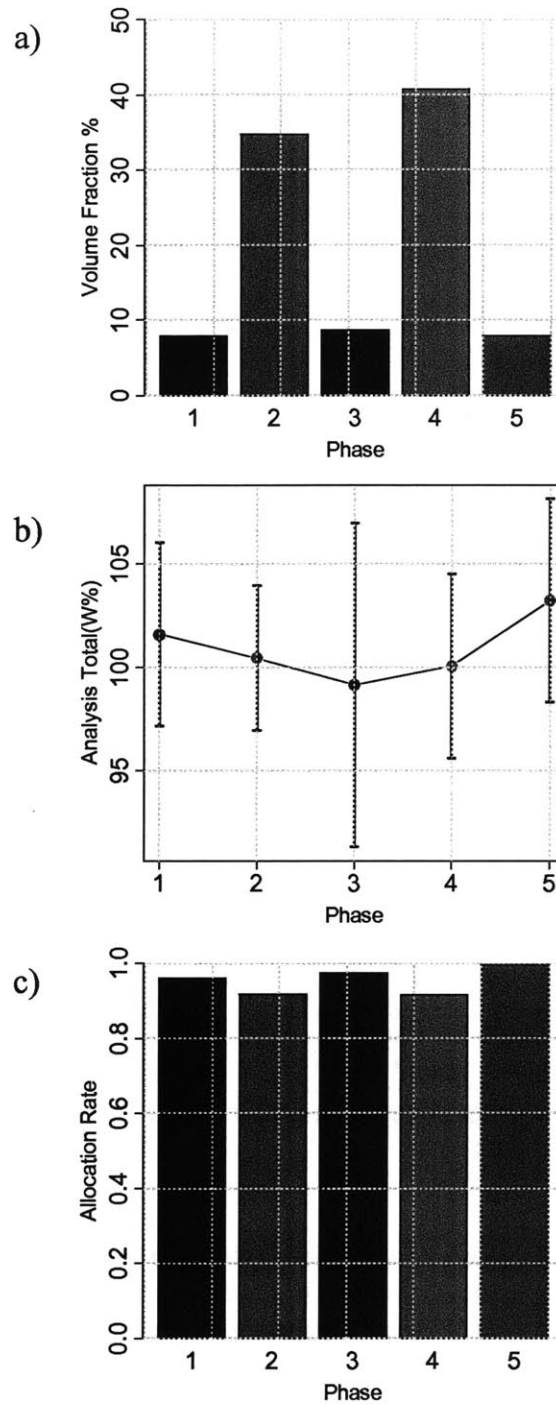 a)
Volume Fraction %
50
40
30
20
10
0
1 2 3 4 5
Phase
b)
Analysis Total(W%)
105
100
95
1 2 3 4 5
Phase
c)
Allocation Rate
1.0
0.8
0.6
0.4
0.2
0.0
1 2 3 4 5
Phase